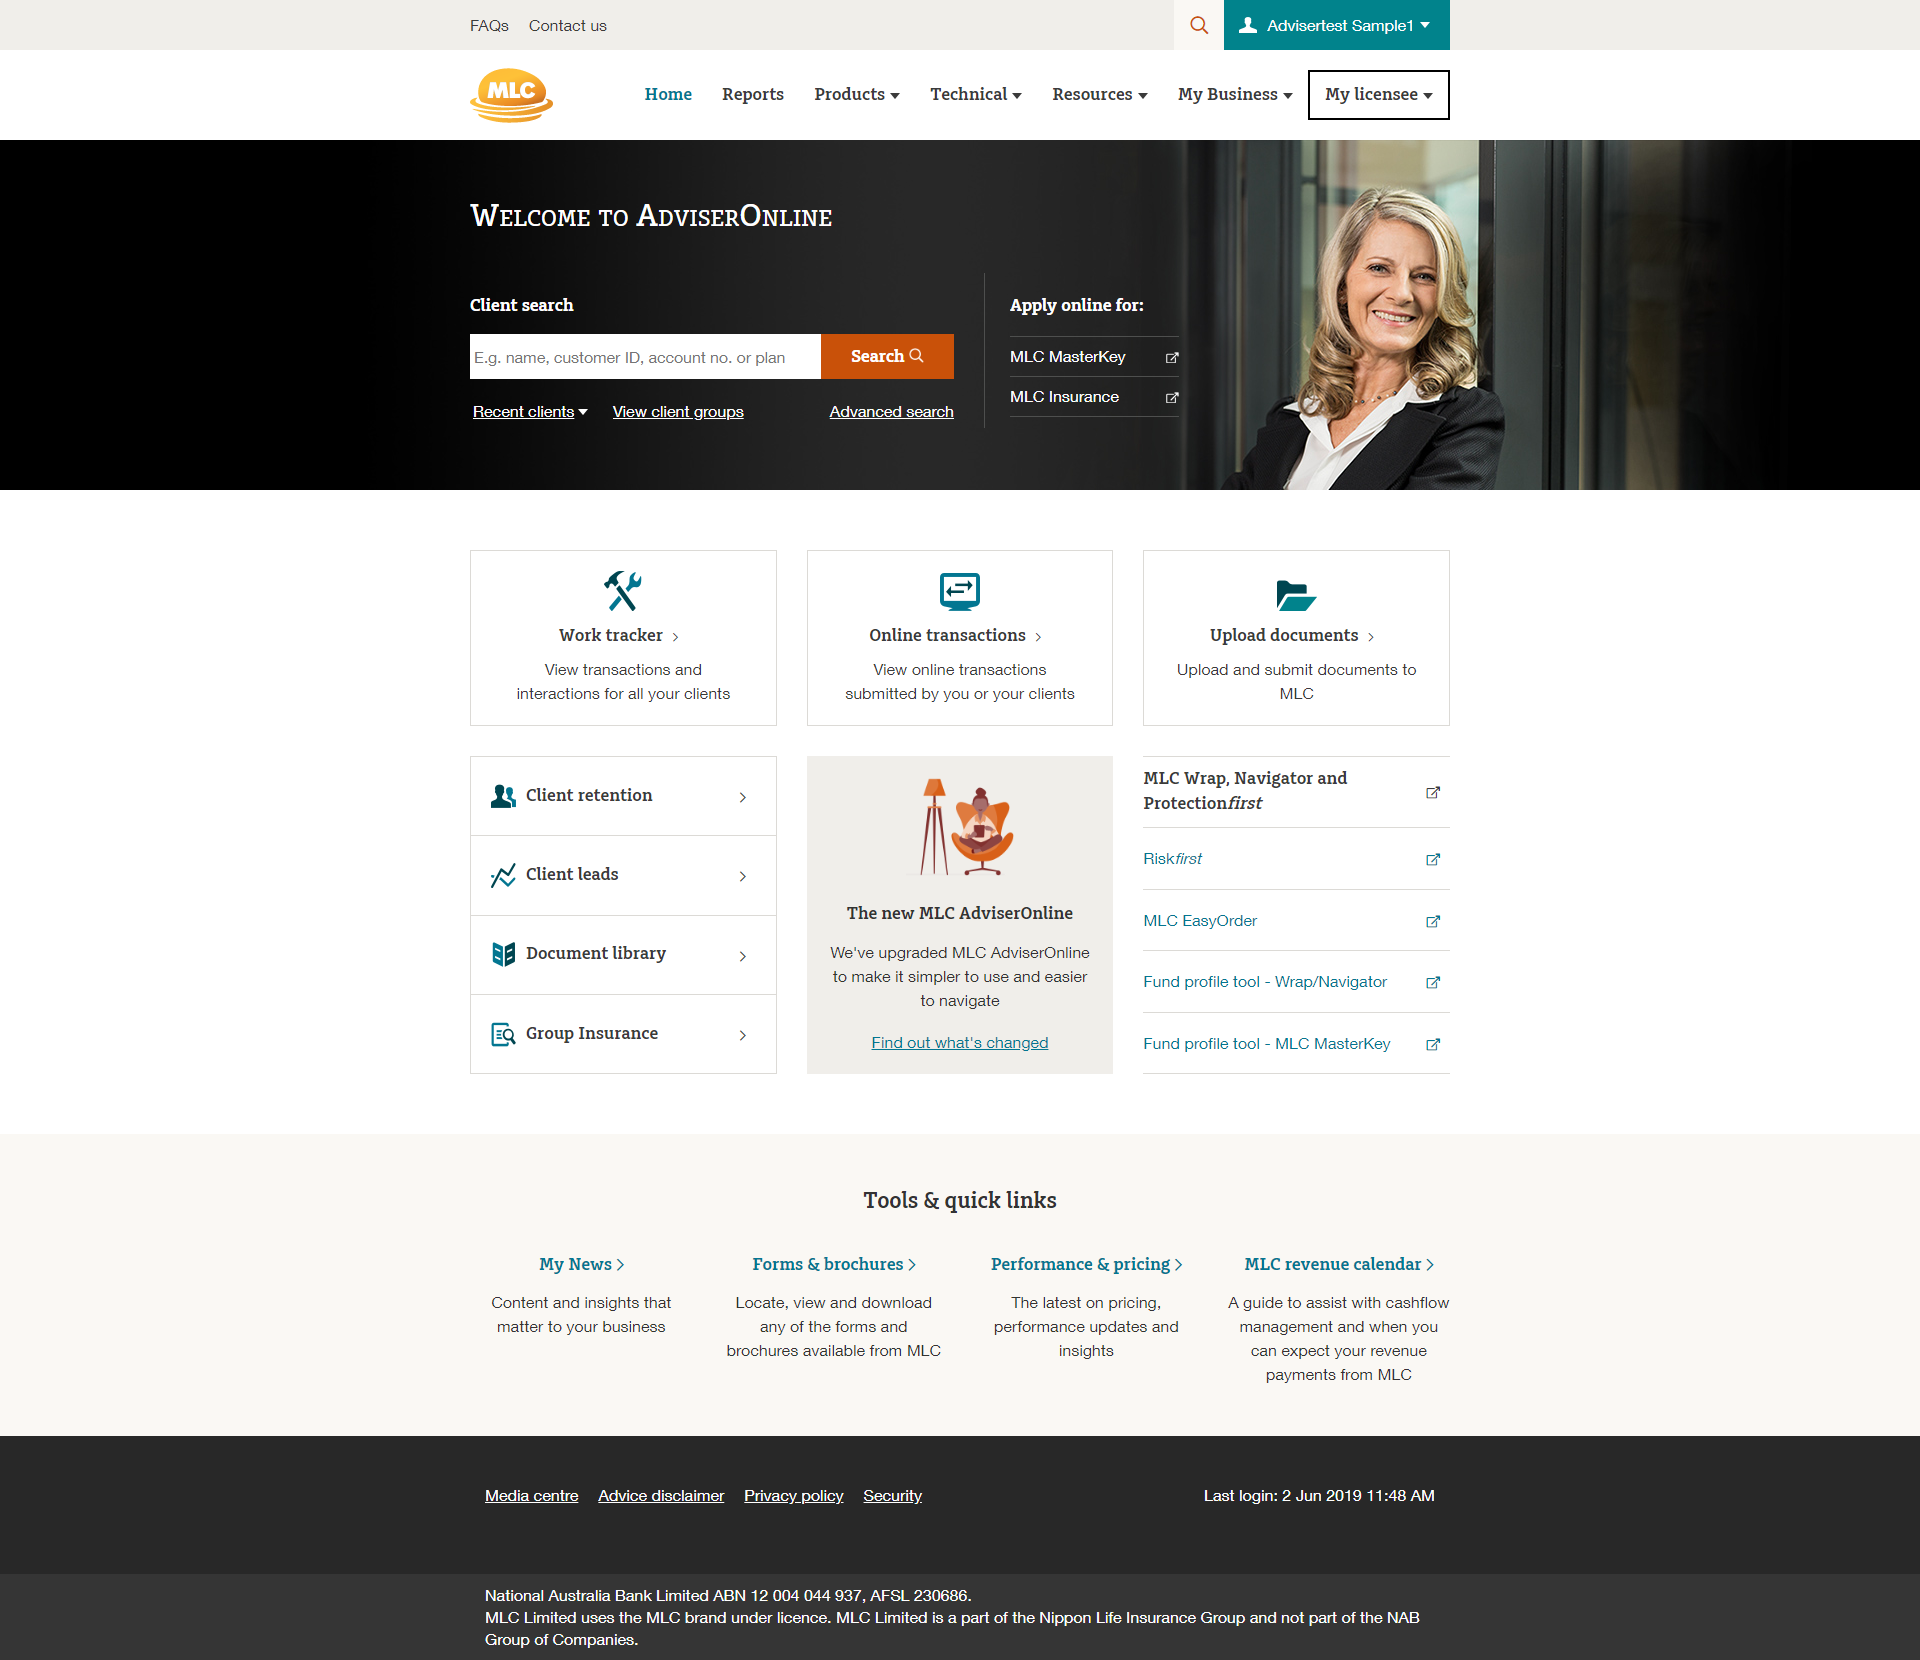 FAQs
Contact us
Advisertest Sample1
MLC
Home
Reports
Products
Technical
Resources
My Business
My licensee
Welcome to AdviserOnline
Client search
E.g. name, customer ID, account no. or plan
Search
Recent clients
View client groups
Advanced search
Apply online for:
MLC MasterKey
MLC Insurance
Work tracker
View transactions and
interactions for all your clients
Online transactions
View online transactions
submitted by you or your clients
Upload documents
Upload and submit documents to
MLC
Client retention
Client leads
Document library
Group Insurance
The new MLC AdviserOnline
We've upgraded MLC AdviserOnline
to make it simpler to use and easier
to navigate
Find out what's changed
MLC Wrap, Navigator and
Protectionfirst
Riskfirst
MLC EasyOrder
Fund profile tool - Wrap/Navigator
Fund profile tool - MLC MasterKey
Tools & quick links
My News
Content and insights that
matter to your business
Forms & brochures
Locate, view and download
any of the forms and
brochures available from MLC
Performance & pricing
The latest on pricing,
performance updates and
insights
MLC revenue calendar
A guide to assist with cashflow
management and when you
can expect your revenue
payments from MLC
Media centre
Advice disclaimer
Privacy policy
Security
Last login: 2 Jun 2019 11:48 AM
National Australia Bank Limited ABN 12 004 044 937, AFSL 230686.
MLC Limited uses the MLC brand under licence. MLC Limited is a part of the Nippon Life Insurance Group and not part of the NAB
Group of Companies.